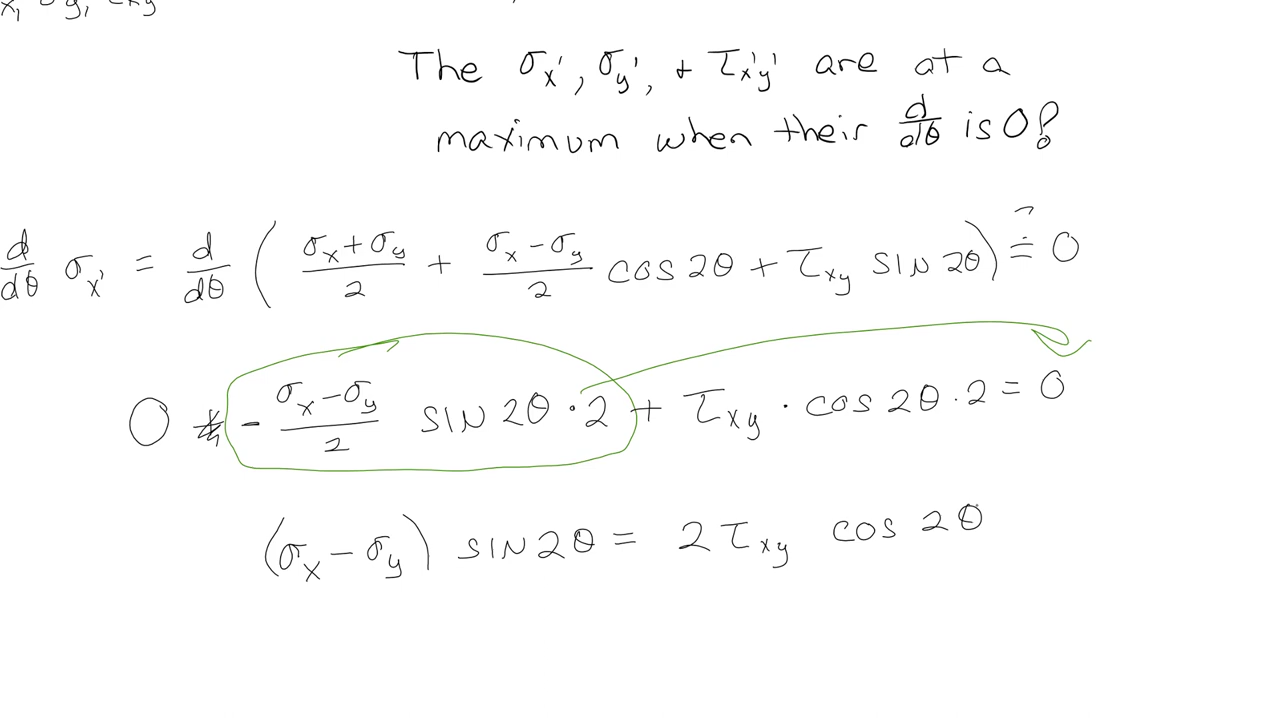 x, σy, τxy
The σx', σy', + τx'y' are at a
maximum when their d/dθ is 0!
d/dθ σx' = d/dθ ( (σx + σy)/2 + (σx - σy)/2 cos 2θ + τxy sin 2θ ) ?= 0
0 - (σx - σy)/2 sin 2θ · 2 + τxy · cos 2θ · 2 = 0
(σx - σy) sin 2θ = 2 τxy cos 2θ